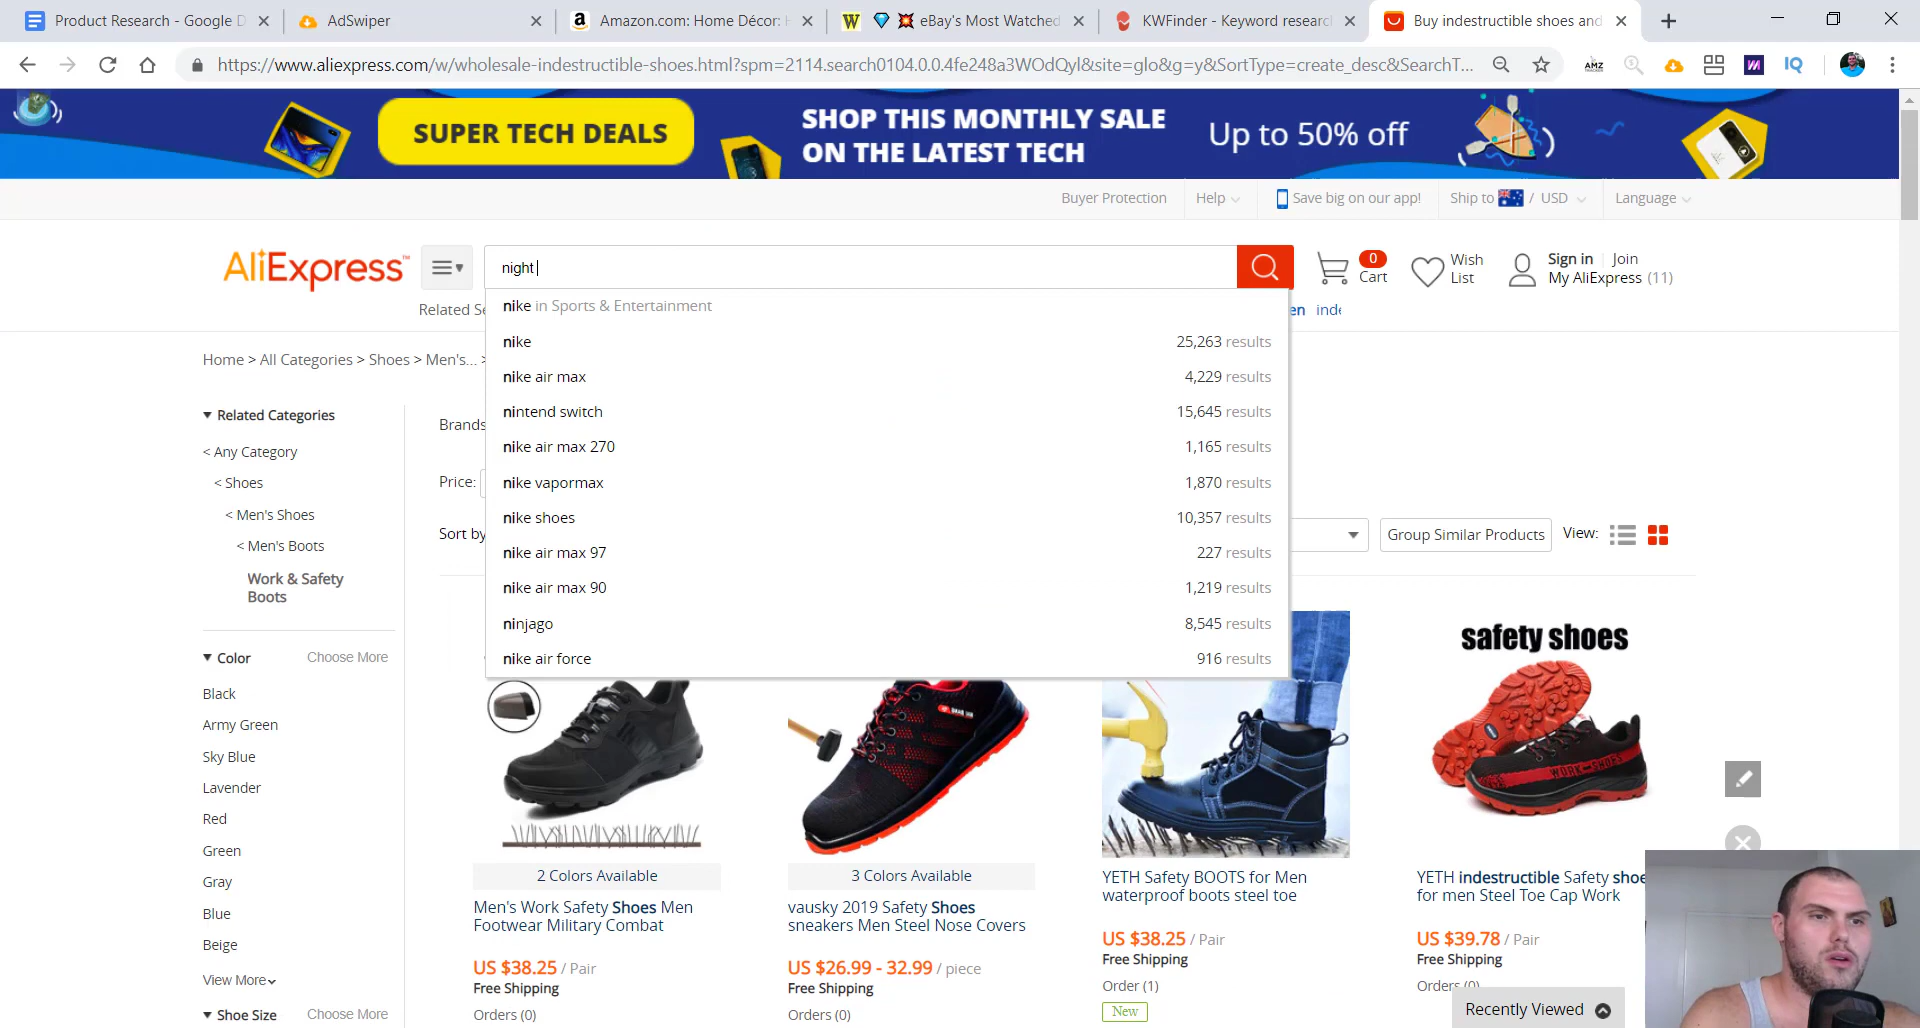 Product Research - Google D
AdSwiper
Amazon.com: Home Décor: H
eBay's Most Watched
KWFinder - Keyword researc
Buy indestructible shoes and
https://www.aliexpress.com/w/wholesale-indestructible-shoes.html?spm=2114.search0104.0.0.4fe248a3WOdQyl&site=glo&g=y&SortType=create_desc&SearchT...
SUPER TECH DEALS
SHOP THIS MONTHLY SALE
ON THE LATEST TECH
Up to 50% off
Buyer Protection
Help
Save big on our app!
Ship to / USD
Language
AliExpress™
night
0
Cart
Wish
List
Sign in Join
My AliExpress (11)
Related Se
en inde
nike in Sports & Entertainment
nike 25,263 results
nike air max 4,229 results
nintend switch 15,645 results
nike air max 270 1,165 results
nike vapormax 1,870 results
nike shoes 10,357 results
nike air max 97 227 results
nike air max 90 1,219 results
ninjago 8,545 results
nike air force 916 results
Home > All Categories > Shoes > Men's... >
Related Categories
< Any Category
< Shoes
< Men's Shoes
< Men's Boots
Work & Safety
Boots
Color Choose More
Black
Army Green
Sky Blue
Lavender
Red
Green
Gray
Blue
Beige
View More
Shoe Size Choose More
Brands
Price:
Sort by
Group Similar Products
View:
safety shoes
WORK-SHOES
2 Colors Available
Men's Work Safety Shoes Men
Footwear Military Combat
US $38.25 / Pair
Free Shipping
Orders (0)
3 Colors Available
vausky 2019 Safety Shoes
sneakers Men Steel Nose Covers
US $26.99 - 32.99 / piece
Free Shipping
Orders (0)
YETH Safety BOOTS for Men
waterproof boots steel toe
US $38.25 / Pair
Free Shipping
Order (1)
New
YETH indestructible Safety shoe
for men Steel Toe Cap Work
US $39.78 / Pair
Free Shipping
Orders (0)
Recently Viewed
AMZ
IQ